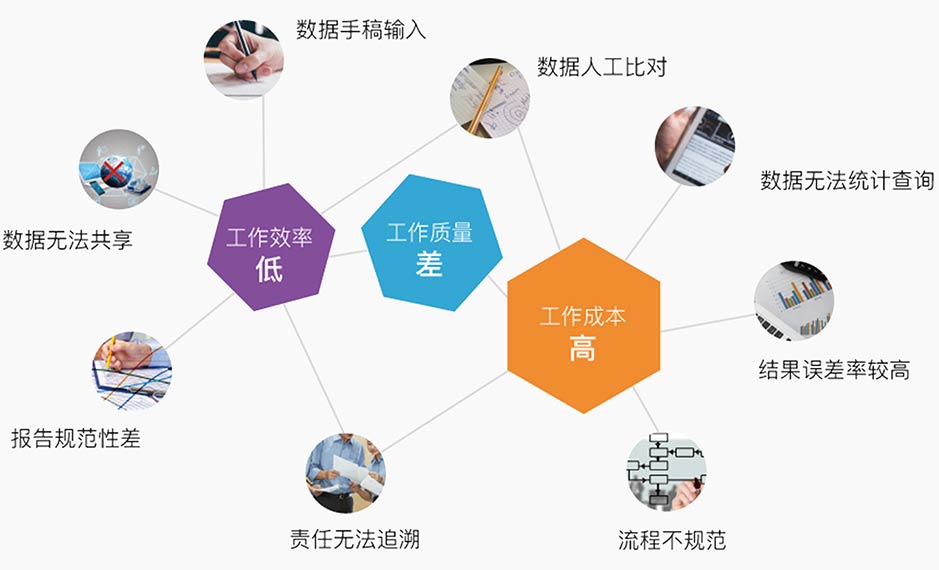 数据手稿输入
数据人工比对
数据无法统计查询
数据无法共享
工作效率
低
工作质量
差
工作成本
高
结果误差率较高
报告规范性差
责任无法追溯
流程不规范